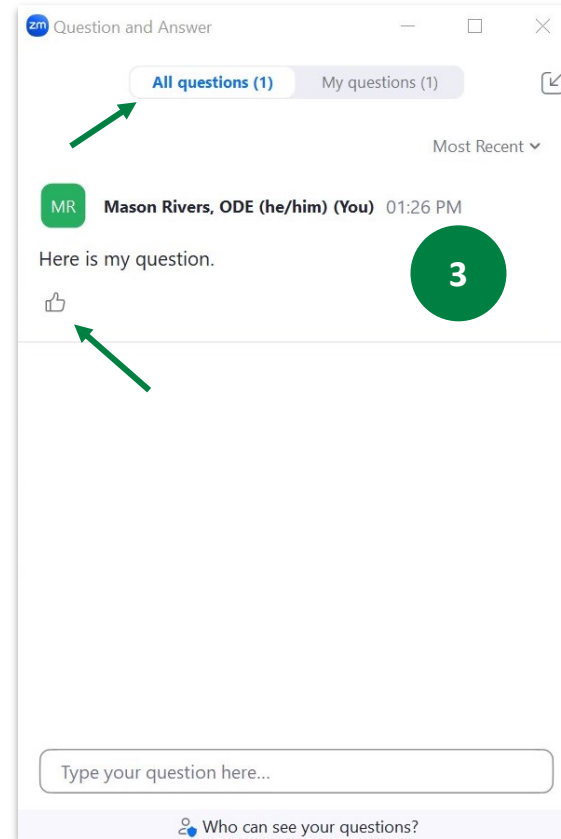 zm Question and Answer
All questions (1) My questions (1)
Most Recent
MR Mason Rivers, ODE (he/him) (You) 01:26 PM
Here is my question.
3
Type your question here...
Who can see your questions?